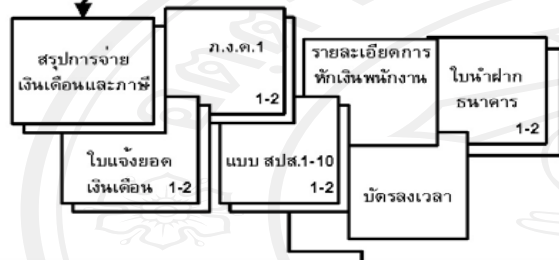 สรุปการจ่าย
เงินเดือนและภาษี
ภ.ง.ด.1
1-2
รายละเอียดการ
หักเงินพนักงาน
ใบนำฝาก
ธนาคาร
1-2
ใบแจ้งยอด
เงินเดือน 1-2
แบบ สปส.1-10
1-2
บัตรลงเวลา